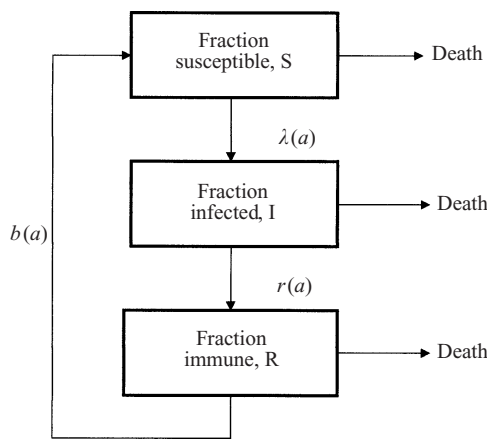 Fraction
susceptible, S
Death
λ(a)
Fraction
infected, I
Death
b(a)
r(a)
Fraction
immune, R
Death